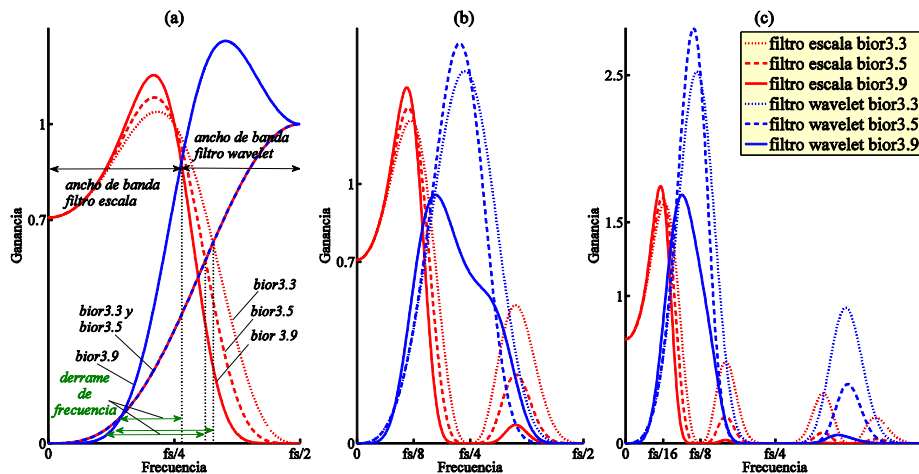 (a)
Ganancia
1
0.7
0
ancho de banda
filtro escala
ancho de banda
filtro wavelet
bior3.3 y
bior3.5
bior3.9
derrame
de
frecuencia
bior3.3
bior3.5
bior 3.9
0
fs/4
fs/2
Frecuencia
(b)
Ganancia
1
0.7
0
0
fs/8
fs/4
fs/2
Frecuencia
(c)
Ganancia
2.5
1.5
1
0
0
fs/16
fs/8
fs/4
Frecuencia
filtro escala bior3.3
filtro escala bior3.5
filtro escala bior3.9
filtro wavelet bior3.3
filtro wavelet bior3.5
filtro wavelet bior3.9